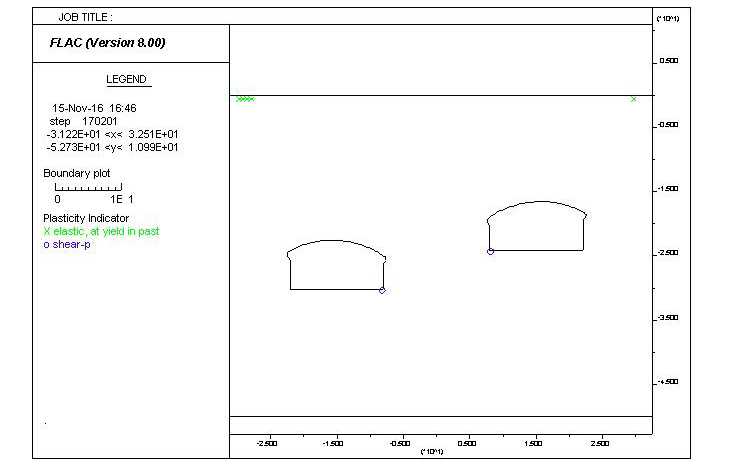 JOB TITLE :
FLAC (Version 8.00)
LEGEND
15-Nov-16 16:46
step 170201
-3.122E+01 <x< 3.251E+01
-5.273E+01 <y< 1.099E+01
Boundary plot
0 1E 1
Plasticity Indicator
X elastic, at yield in past
o shear-p
(*10^1)
0.500
-0.500
-1.500
-2.500
-3.500
-4.500
-2.500 -1.500 -0.500 0.500 1.500 2.500
(*10^1)